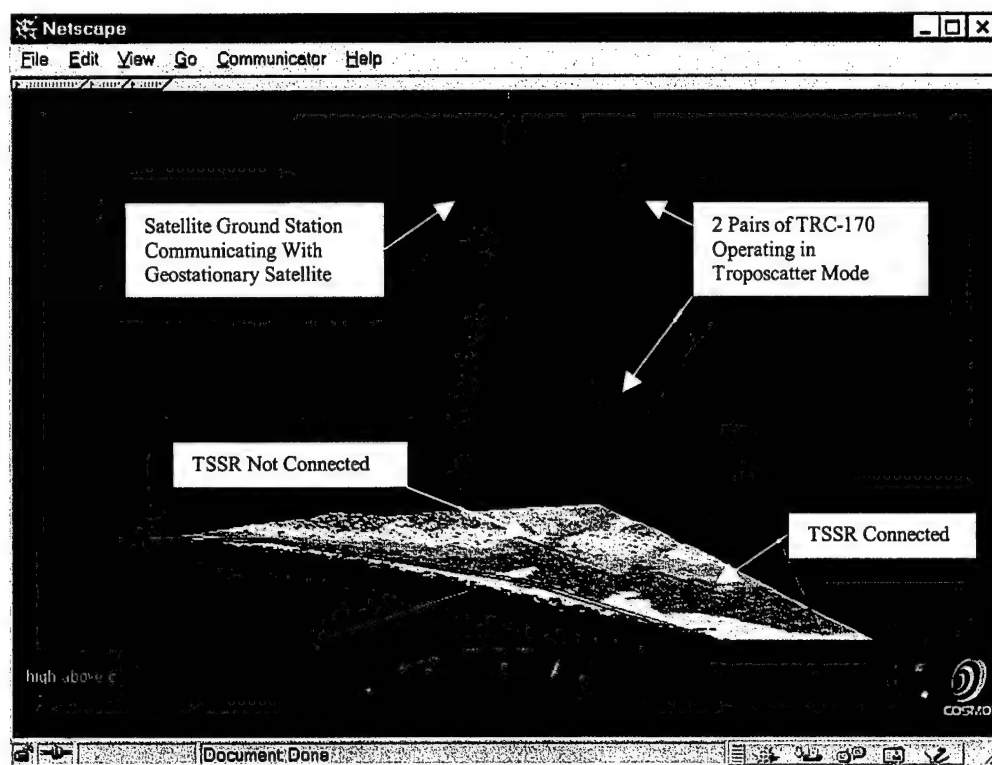 Netscape
File Edit View Go Communicator Help
Satellite Ground Station
Communicating With
Geostationary Satellite
2 Pairs of TRC-170
Operating in
Troposcatter Mode
TSSR Not Connected
TSSR Connected
high above
COSMO
Document: Done